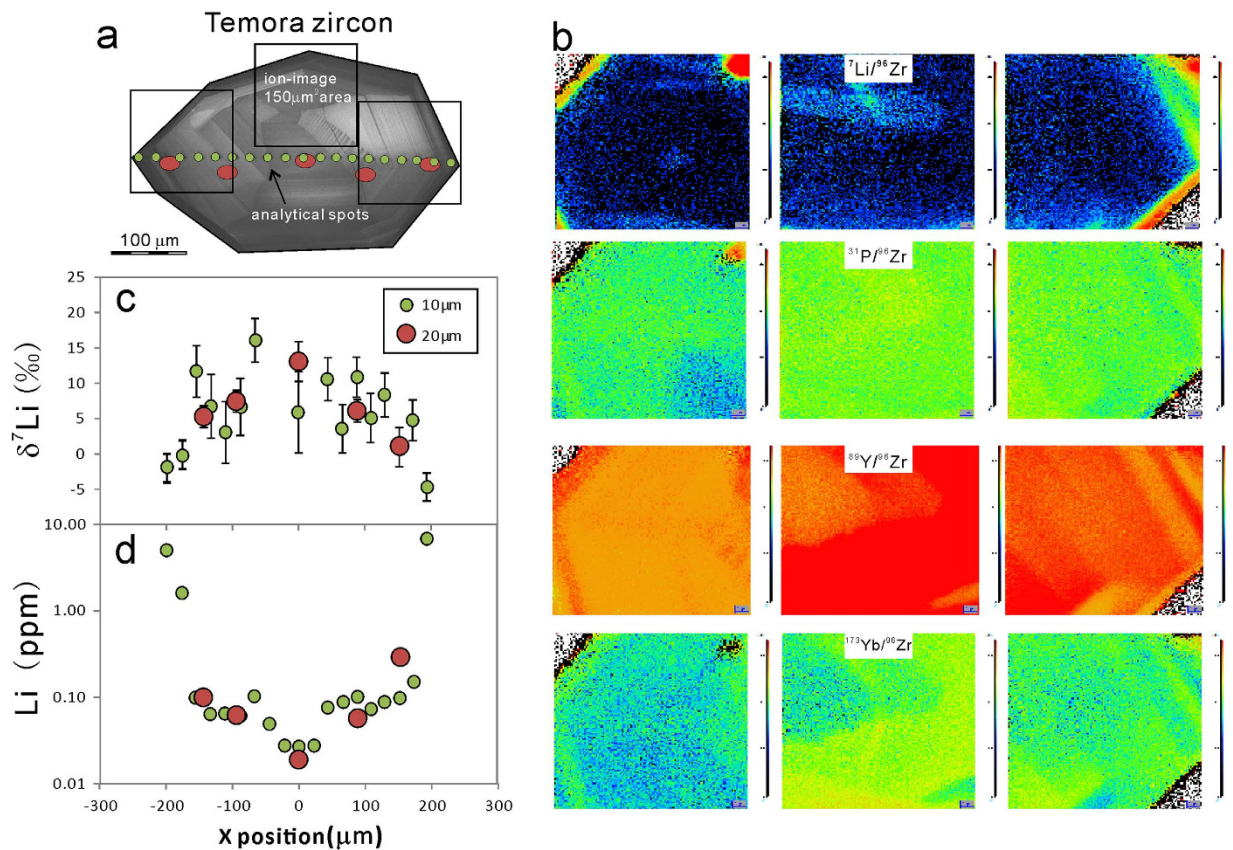 Temora zircon
a
ion-image
150μm² area
analytical spots
100 μm
b
⁷Li/⁹⁶Zr
³¹P/⁹⁶Zr
⁸⁹Y/⁹⁶Zr
¹⁷³Yb/⁹⁶Zr
c
10μm
20μm
δ⁷Li (‰)
25
20
15
10
5
0
-5
10.00
d
Li (ppm)
1.00
0.10
0.01
-300
-200
-100
0
100
200
300
X position(μm)